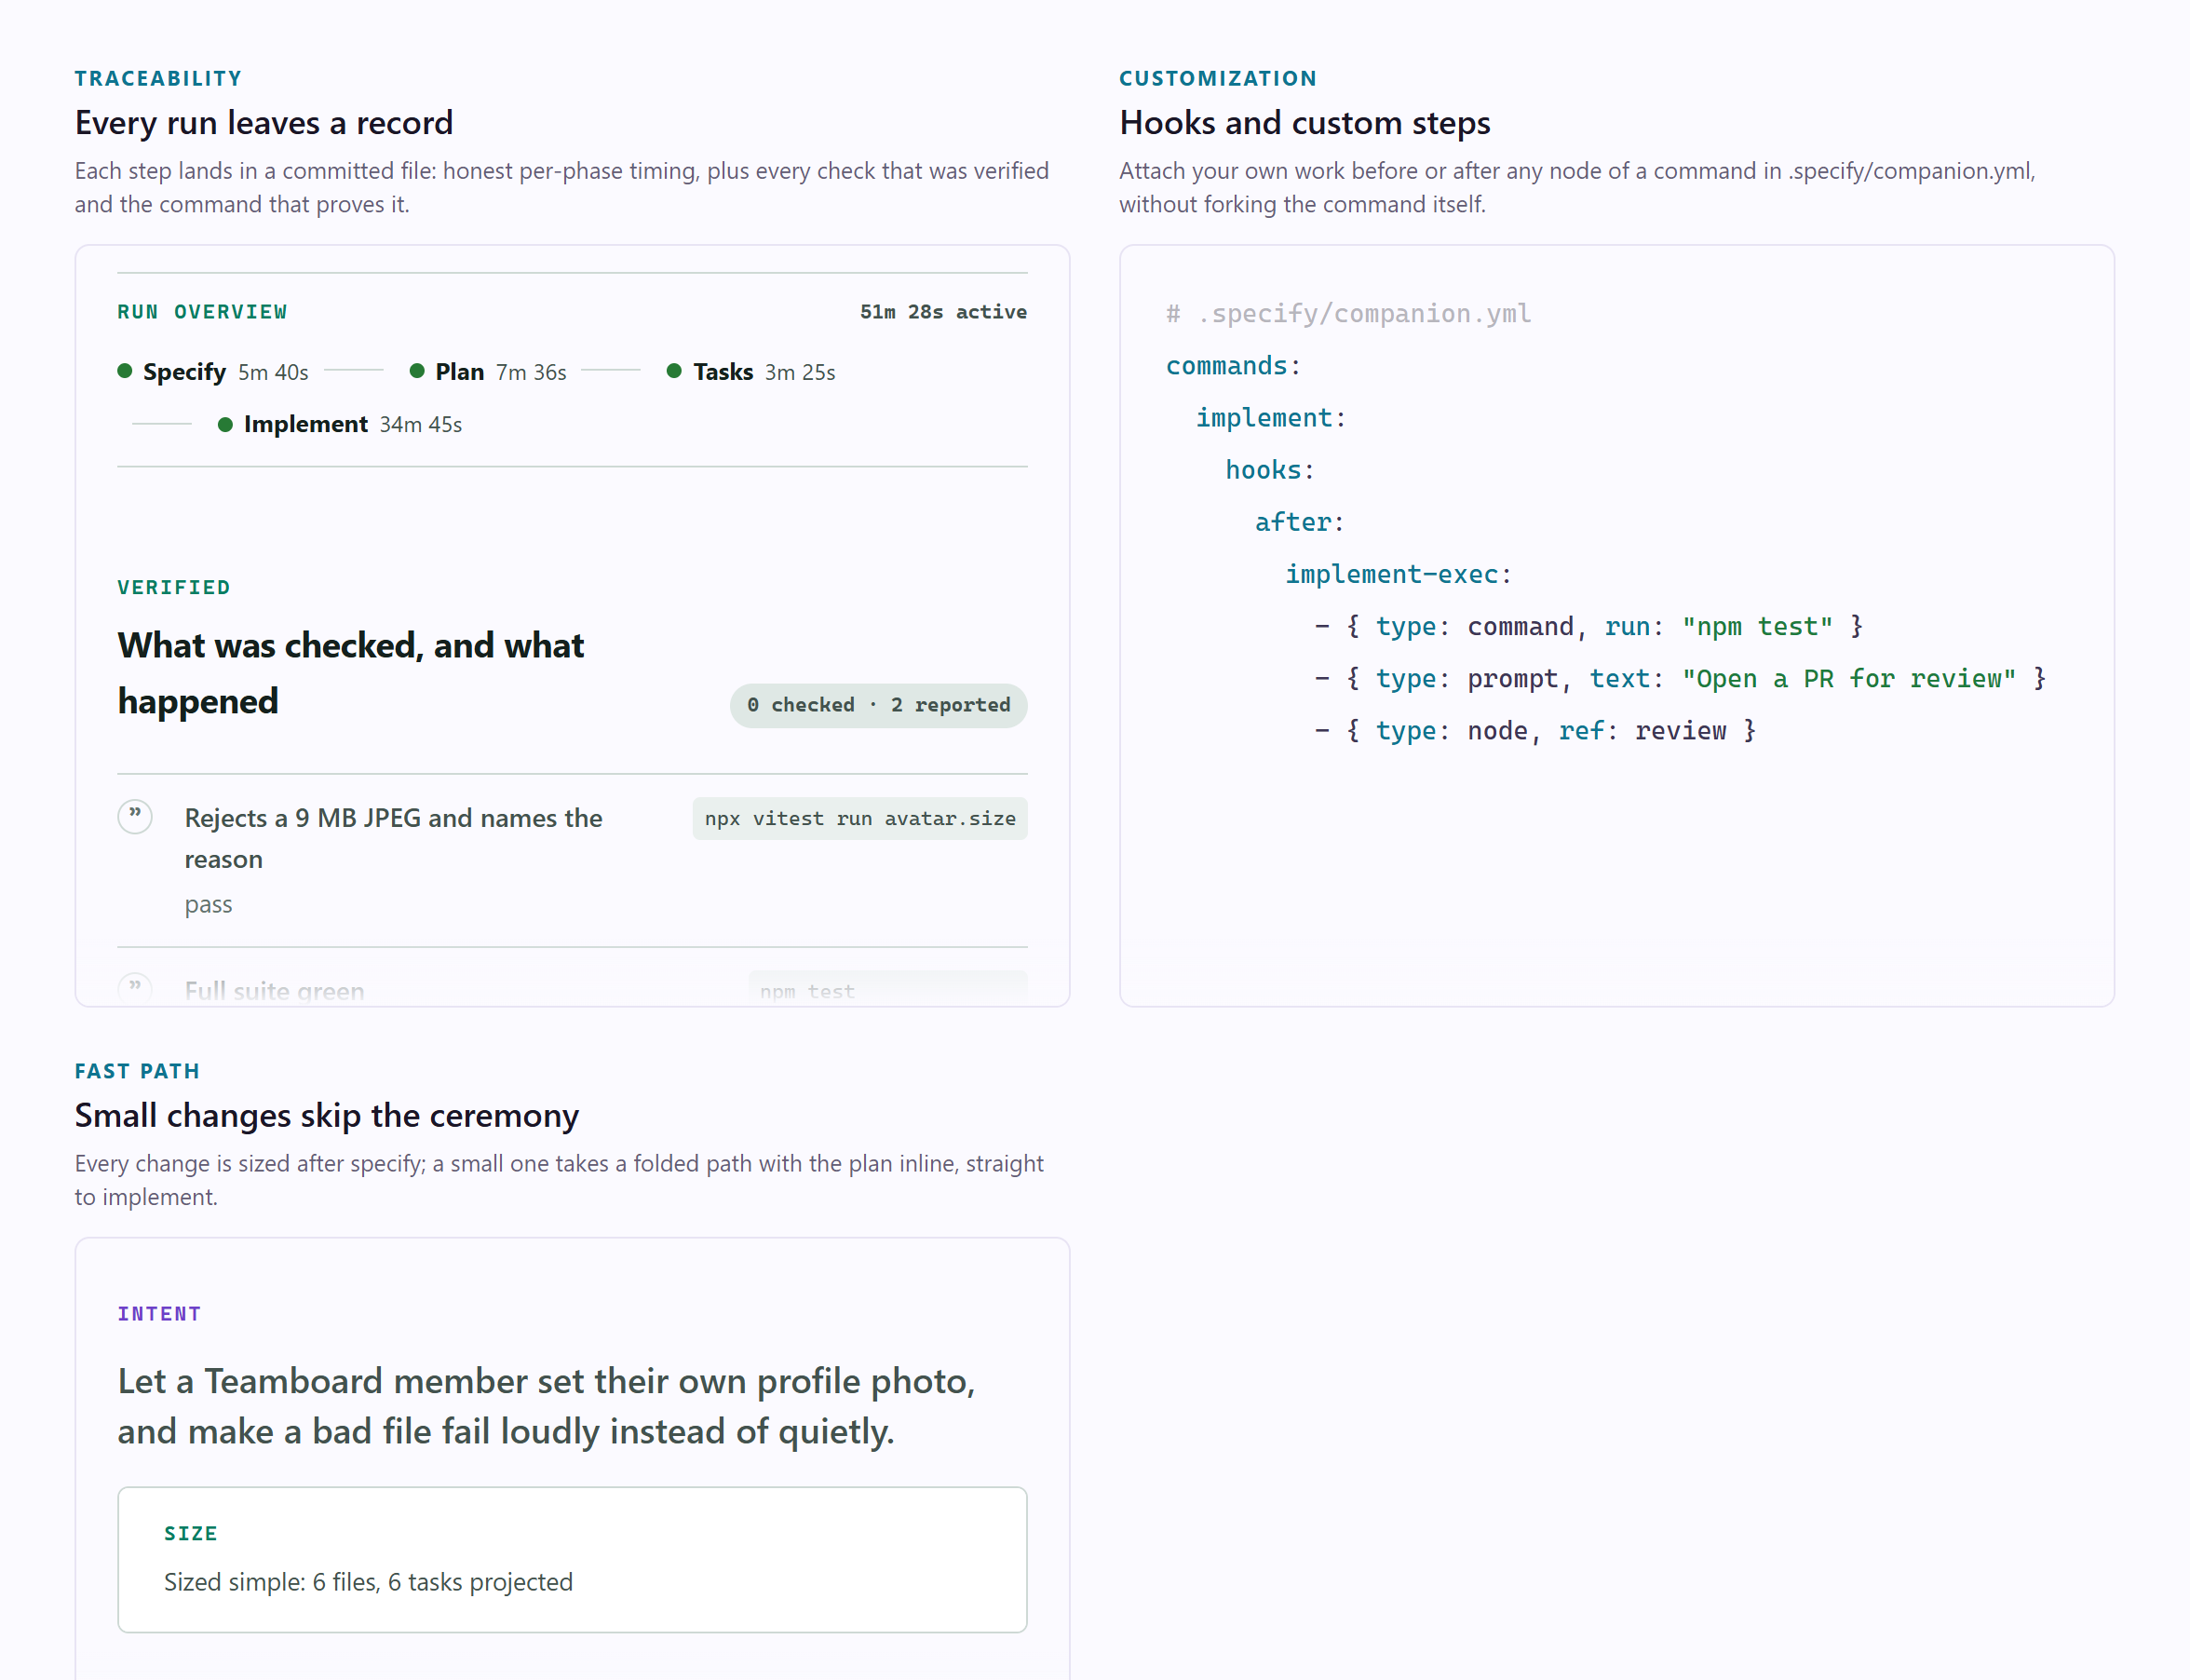 TRACEABILITY
Every run leaves a record
Each step lands in a committed file: honest per-phase timing, plus every check that was verified
and the command that proves it.
RUN OVERVIEW
51m 28s active
Specify 5m 40s
Plan 7m 36s
Tasks 3m 25s
Implement 34m 45s
VERIFIED
What was checked, and what
happened
0 checked · 2 reported
Rejects a 9 MB JPEG and names the
reason
pass
npx vitest run avatar.size
Full suite green
npm test
CUSTOMIZATION
Hooks and custom steps
Attach your own work before or after any node of a command in .specify/companion.yml,
without forking the command itself.
# .specify/companion.yml
commands:
implement:
hooks:
after:
implement-exec:
- { type: command, run: "npm test" }
- { type: prompt, text: "Open a PR for review" }
- { type: node, ref: review }
FAST PATH
Small changes skip the ceremony
Every change is sized after specify; a small one takes a folded path with the plan inline, straight
to implement.
INTENT
Let a Teamboard member set their own profile photo,
and make a bad file fail loudly instead of quietly.
SIZE
Sized simple: 6 files, 6 tasks projected